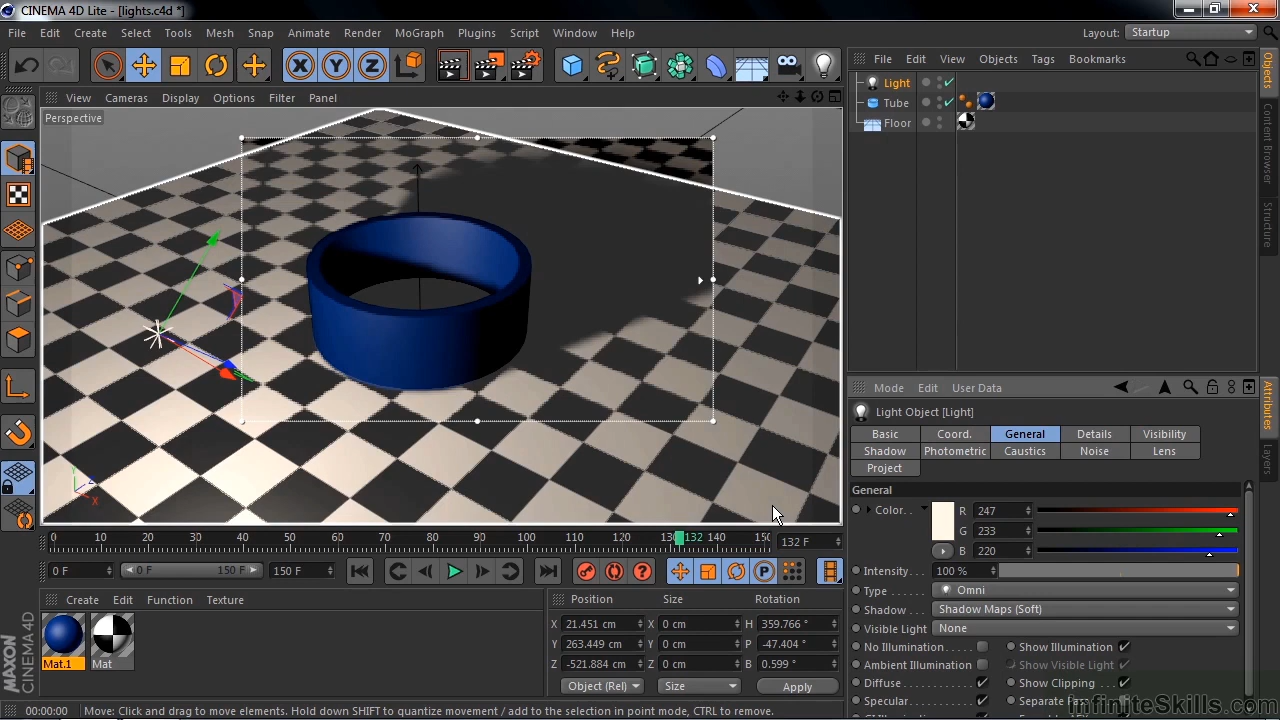 CINEMA 4D Lite - [lights.c4d *]
File Edit Create Select Tools Mesh Snap Animate Render MoGraph Plugins Script Window Help
Layout: Startup
X Y Z
View Cameras Display Options Filter Panel
Perspective
File Edit View Objects Tags Bookmarks
Light
Tube
Floor
Objects
Content Browser
Structure
Mode Edit User Data
Light Object [Light]
Basic Coord. General Details Visibility
Shadow Photometric Caustics Noise Lens
Project
Attributes
Layers
General
Color. . R 247
G 233
B 220
Intensity. . 100 %
Type . . . . Omni
Shadow. . . Shadow Maps (Soft)
Visible Light None
No Illumination . . . . . Show Illumination
Ambient Illumination Show Visible Light
Diffuse Show Clipping
Specular
X
0 10 20 30 40 50 60 70 80 90 100 110 120 132 140
132 F
0 F 0 F 150 F 150 F
Create Edit Function Texture
Mat.1 Mat
Position Size Rotation
X 21.451 cm X 0 cm H 359.766 °
Y 263.449 cm Y 0 cm P -47.404 °
Z -521.884 cm Z 0 cm B 0.599 °
Object (Rel) Size Apply
MAXON
CINEMA 4D
00:00:00 Move: Click and drag to move elements. Hold down SHIFT to quantize movement / add to the selection in point mode, CTRL to remove.
InfiniteSkills.com